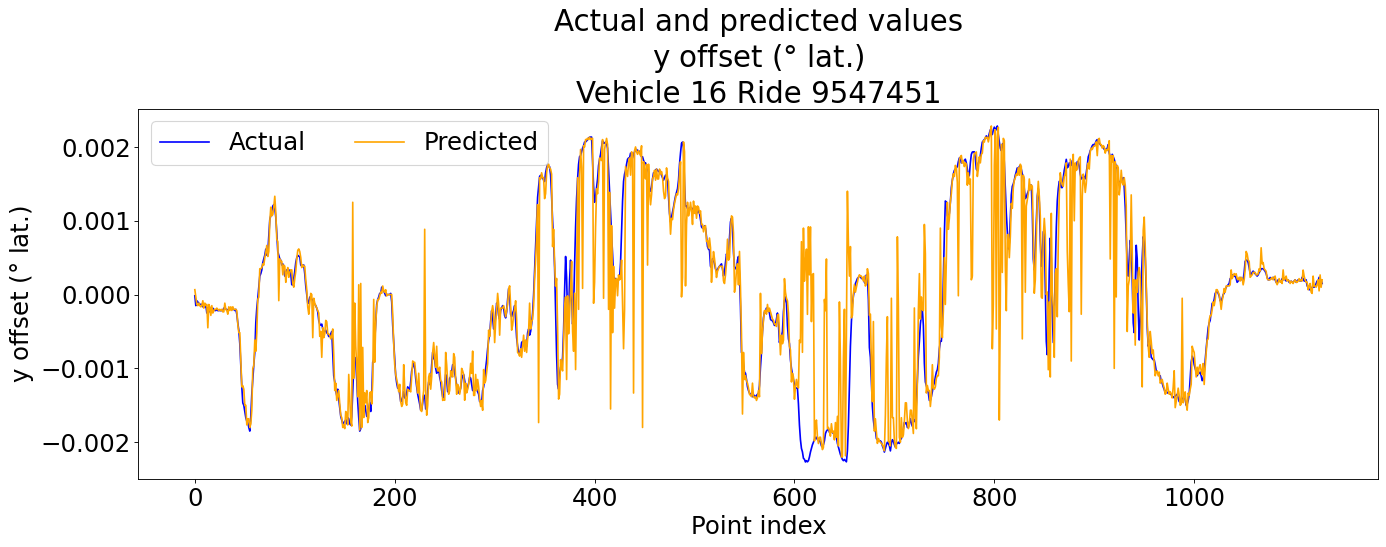 Actual and predicted values
y offset (° lat.)
Vehicle 16 Ride 9547451
Actual
Predicted
0.002
0.001
0.000
−0.001
−0.002
y offset (° lat.)
0
200
400
600
800
1000
Point index